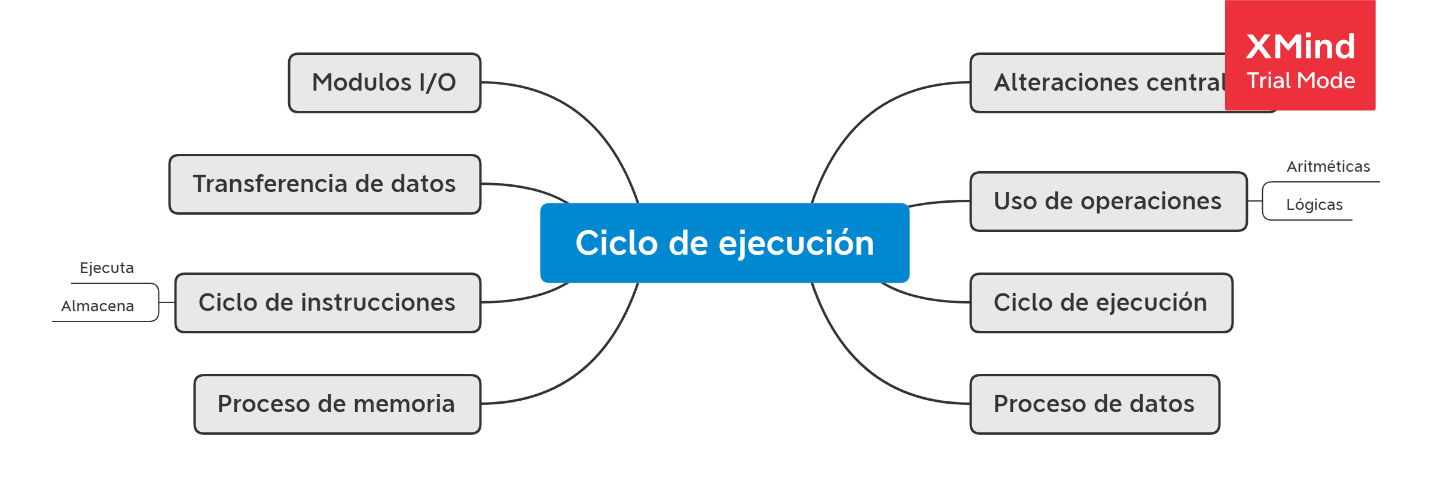 Modulos I/O
Transferencia de datos
Ciclo de instrucciones
Ejecuta
Almacena
Proceso de memoria
Ciclo de ejecución
Alteraciones
XMind
Trial Mode
Uso de operaciones
Aritméticas
Lógicas
Ciclo de ejecución
Proceso de datos